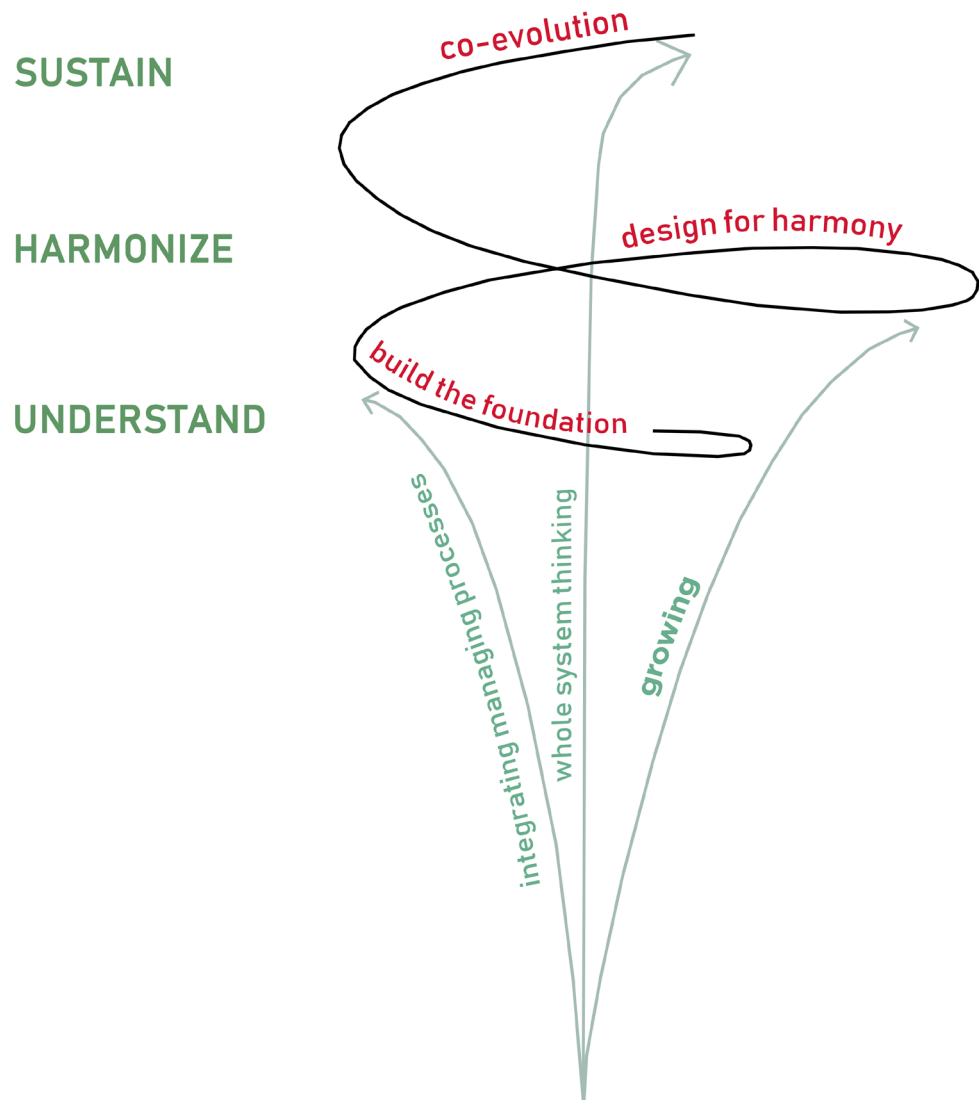 co-evolution
SUSTAIN
design for harmony
HARMONIZE
build the foundation
UNDERSTAND
integrating managing processes
whole system thinking
growing